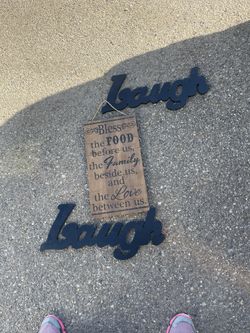 Laugh
Bless
the FOOD
before us,
the Family
beside us,
and
the Love
between us.
Laugh